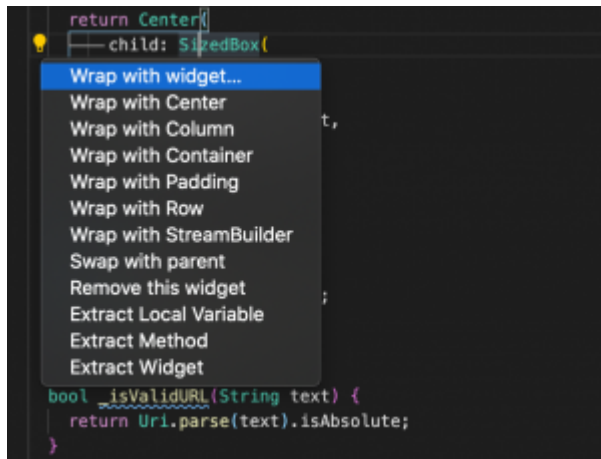 return Center(
child: SizedBox(
Wrap with widget...
Wrap with Center
t,
Wrap with Column
Wrap with Container
Wrap with Padding
Wrap with Row
Wrap with StreamBuilder
Swap with parent
Remove this widget
;
Extract Local Variable
Extract Method
Extract Widget
bool _isValidURL(String text) {
return Uri.parse(text).isAbsolute;
}